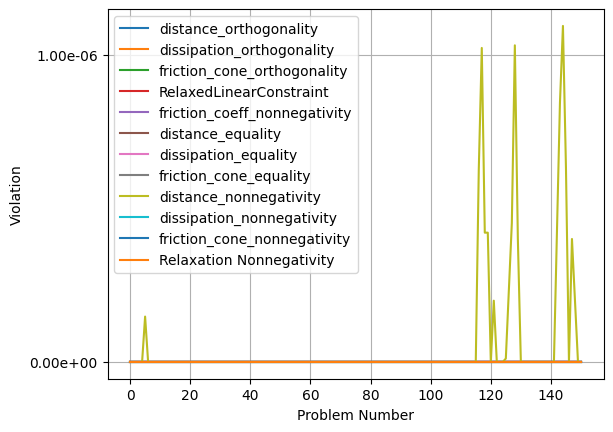 distance_orthogonality
dissipation_orthogonality
friction_cone_orthogonality
RelaxedLinearConstraint
friction_coeff_nonnegativity
distance_equality
dissipation_equality
friction_cone_equality
distance_nonnegativity
dissipation_nonnegativity
friction_cone_nonnegativity
Relaxation Nonnegativity
1.00e-06
0.00e+00
Violation
0 20 40 60 80 100 120 140
Problem Number